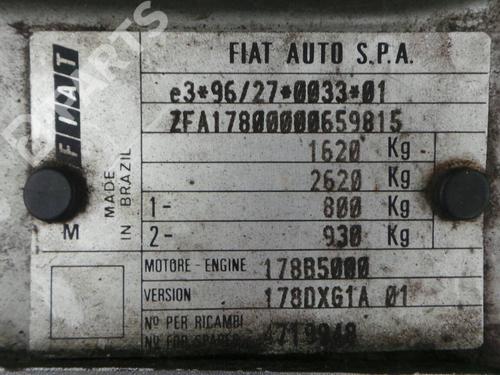 FIAT AUTO S.P.A.
FIAT
e3*96/27*0033*01
ZFA17800000659815
1620 Kg
2620 Kg
1- 800 Kg
2- 930 Kg
MADE
IN BRAZIL
M
MOTORE - ENGINE 178B5000
VERSION 178DXG1A 01
Nº PER RICAMBI
Nº FOR SPARES
PARTS